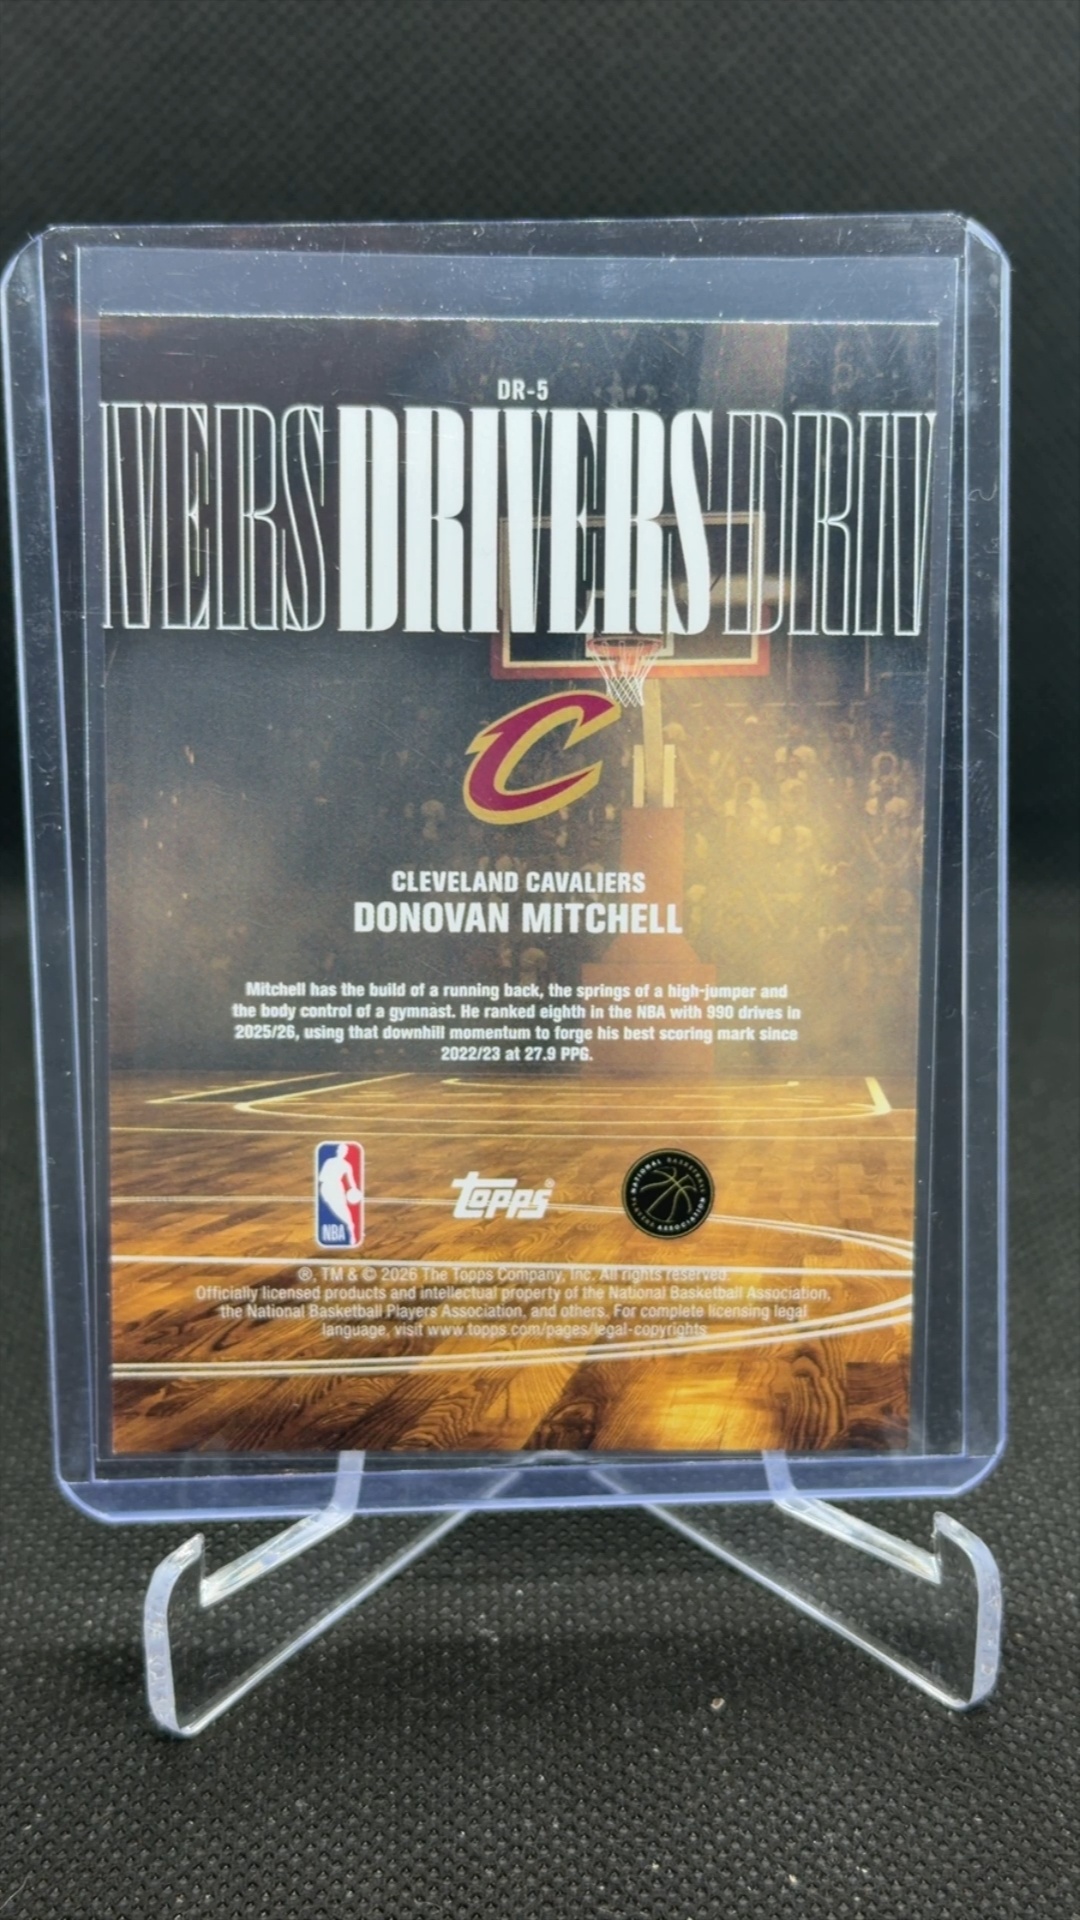 DR-5
VERS DRIVERS DRIV
C
CLEVELAND CAVALIERS
DONOVAN MITCHELL
Mitchell has the build of a running back, the springs of a high-jumper and
the body control of a gymnast. He ranked eighth in the NBA with 990 drives in
2025/26, using that downhill momentum to forge his best scoring mark since
2022/23 at 27.9 PPG.
NBA
topps®
NATIONAL BASKETBALL
PLAYERS ASSOCIATION
®, TM & © 2026 The Topps Company, Inc. All rights reserved.
Officially licensed products and intellectual property of the National Basketball Association,
the National Basketball Players Association, and others. For complete licensing legal
language, visit www.topps.com/pages/legal-copyrights